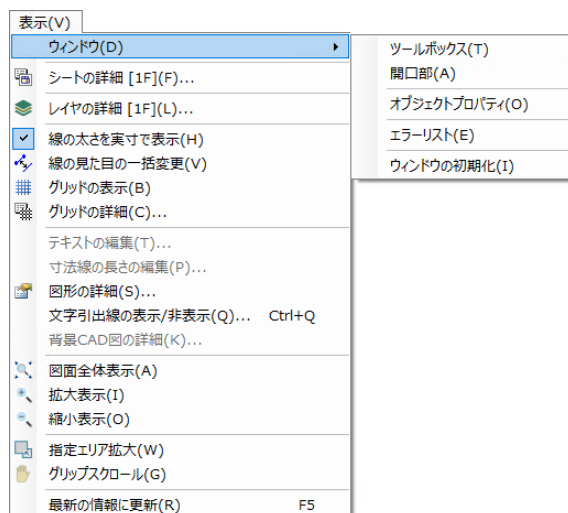 表示(V)
ウィンドウ(D)
シートの詳細 [1F](F)...
レイヤの詳細 [1F](L)...
線の太さを実寸で表示(H)
線の見た目の一括変更(V)
グリッドの表示(B)
グリッドの詳細(C)...
テキストの編集(T)...
寸法線の長さの編集(P)...
図形の詳細(S)...
文字引出線の表示/非表示(Q)... Ctrl+Q
背景CAD図の詳細(K)...
図面全体表示(A)
拡大表示(I)
縮小表示(O)
指定エリア拡大(W)
グリップスクロール(G)
最新の情報に更新(R) F5
ツールボックス(T)
開口部(A)
オブジェクトプロパティ(O)
エラーリスト(E)
ウィンドウの初期化(I)